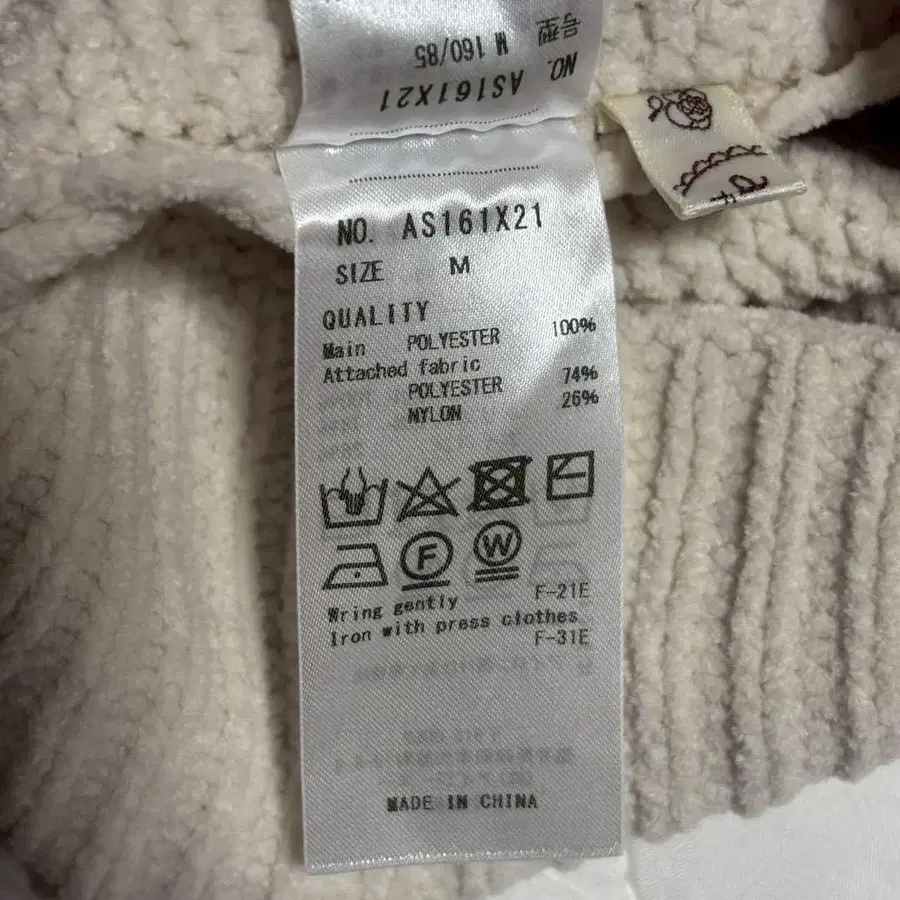 号型
M 160/85
NO. AS161X21
NO. AS161X21
SIZE M
QUALITY
Main POLYESTER 100%
Attached fabric
POLYESTER 74%
NYLON 26%
F
W
Wring gently F-21E
Iron with press clothes
F-31E
MADE IN CHINA